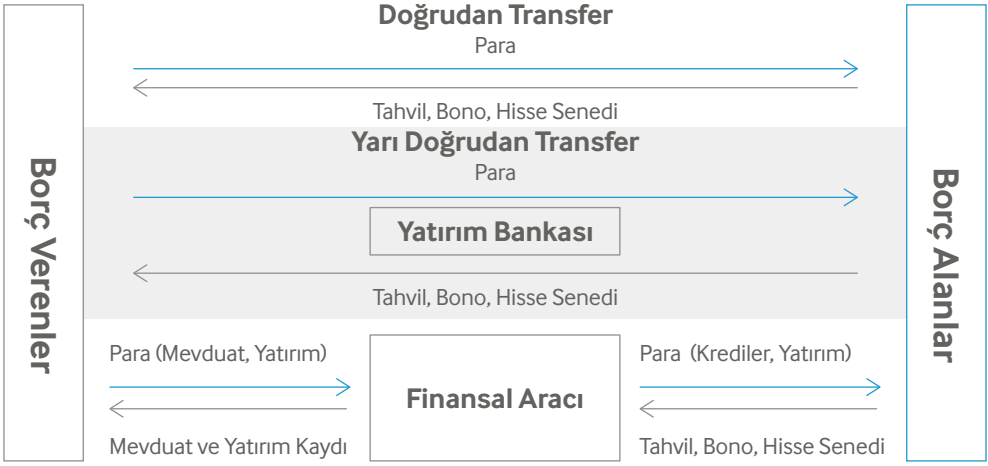 Doğrudan Transfer
Para
Tahvil, Bono, Hisse Senedi
Yarı Doğrudan Transfer
Para
Yatırım Bankası
Tahvil, Bono, Hisse Senedi
Borç Verenler
Borç Alanlar
Para (Mevduat, Yatırım)
Mevduat ve Yatırım Kaydı
Finansal Aracı
Para (Krediler, Yatırım)
Tahvil, Bono, Hisse Senedi